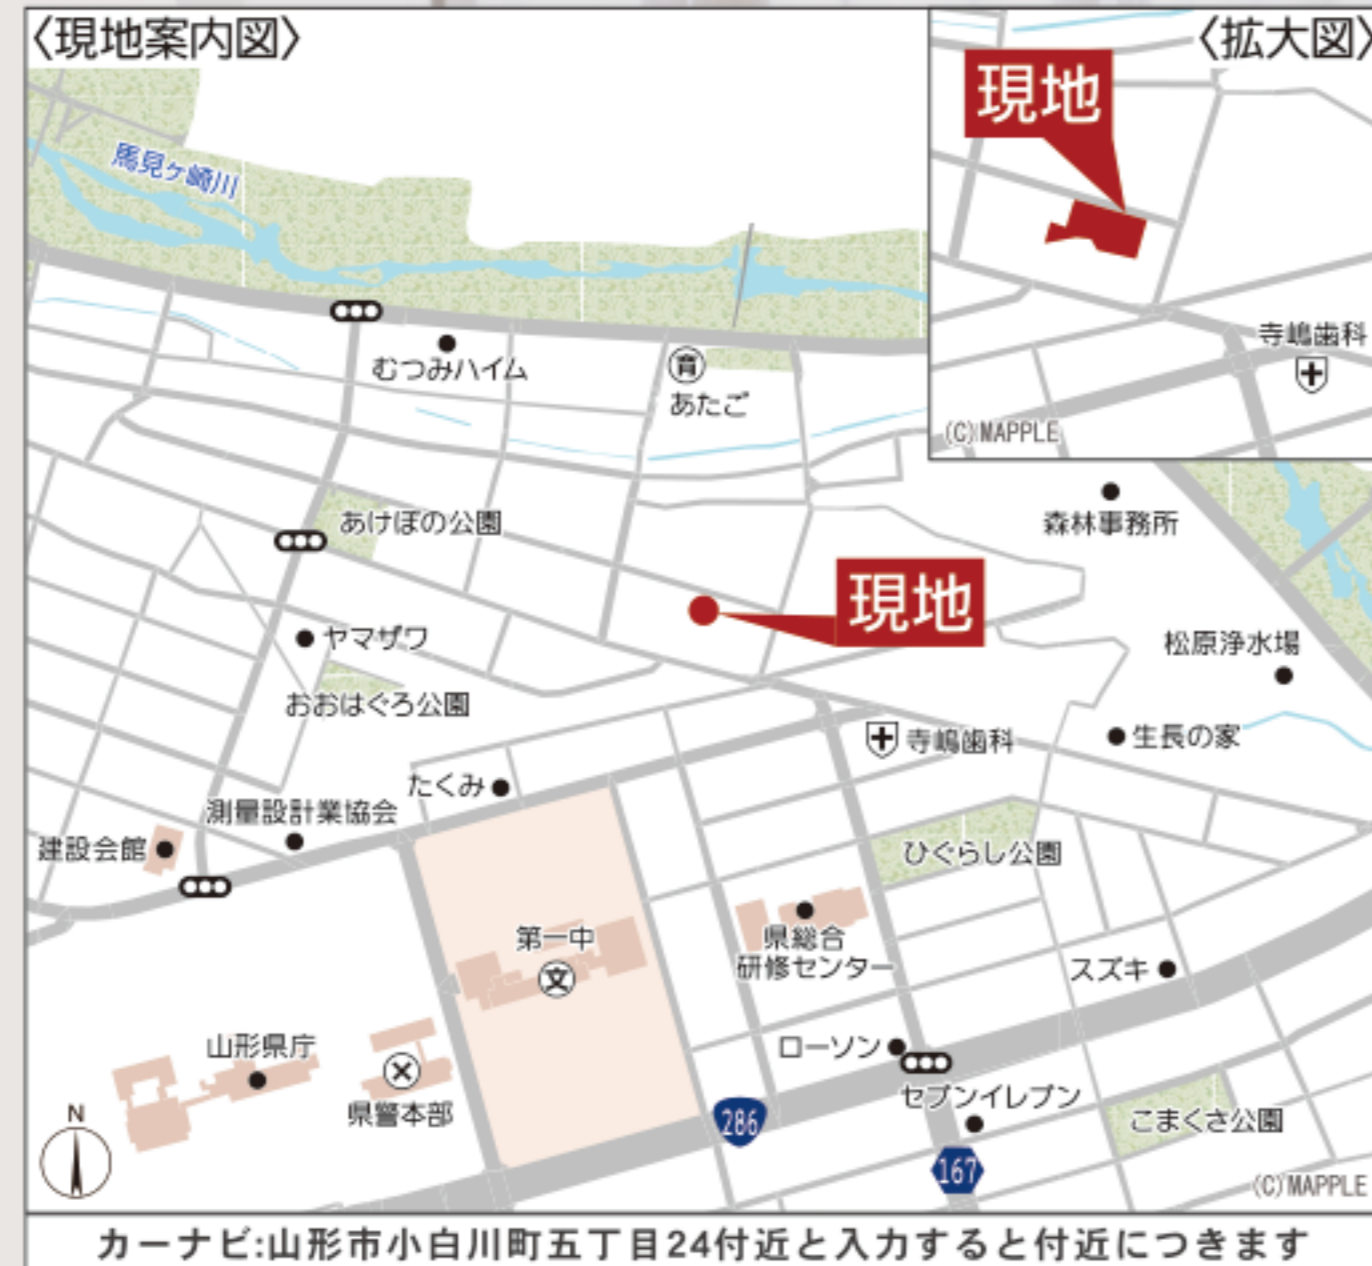 〈現地案内図〉
〈拡大図〉
現地
寺嶋歯科
(C)MAPPLE
馬見ヶ崎川
むつみハイム
あたご
森林事務所
あけぼの公園
現地
ヤマザワ
松原浄水場
おおはぐろ公園
寺嶋歯科
生長の家
たくみ
測量設計業協会
建設会館
ひぐらし公園
第一中
文
県総合
研修センター
スズキ
山形県庁
ローソン
県警本部
セブンイレブン
286
こまくさ公園
167
N
(C)MAPPLE
カーナビ:山形市小白川町五丁目24付近と入力すると付近につきます